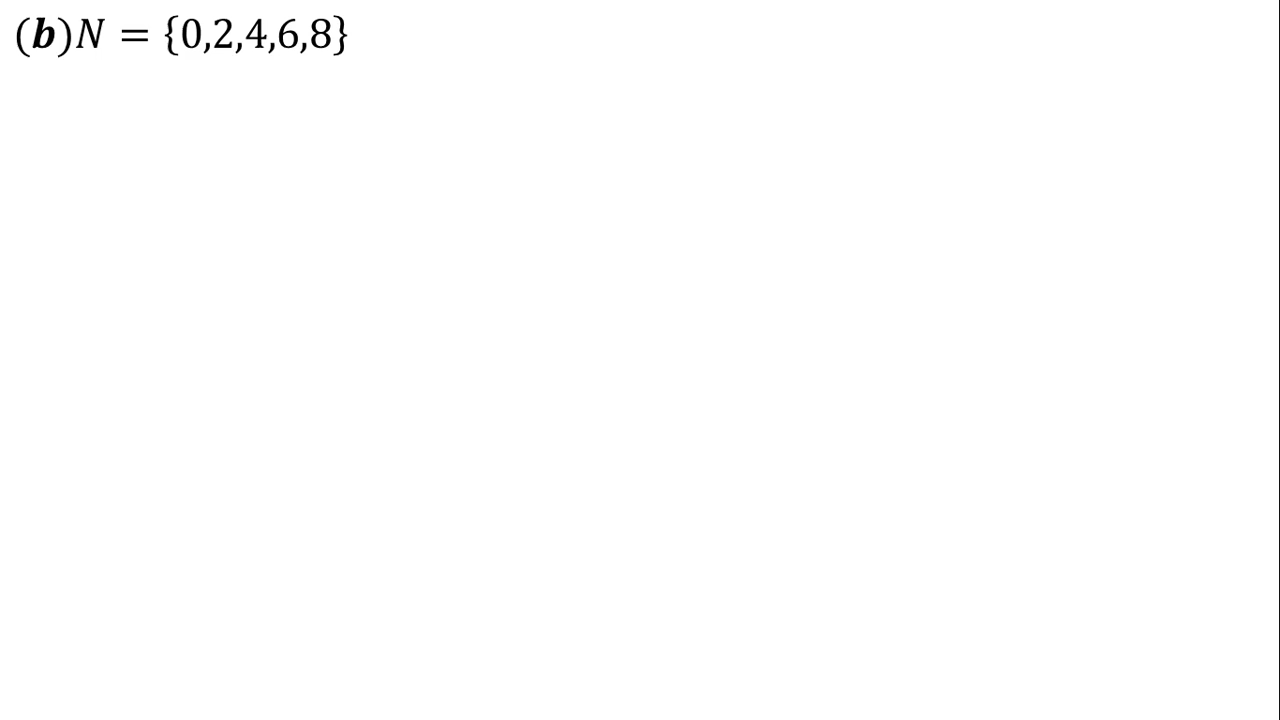 (b)N = {0,2,4,6,8}